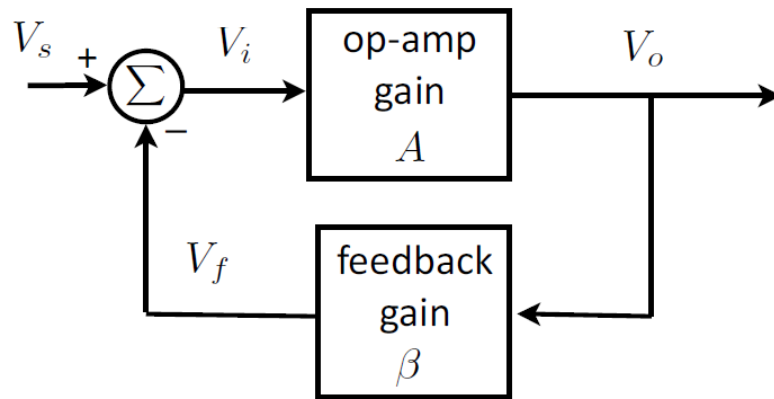 V_s
+
∑
−
V_i
op-amp
gain
A
V_o
V_f
feedback
gain
β